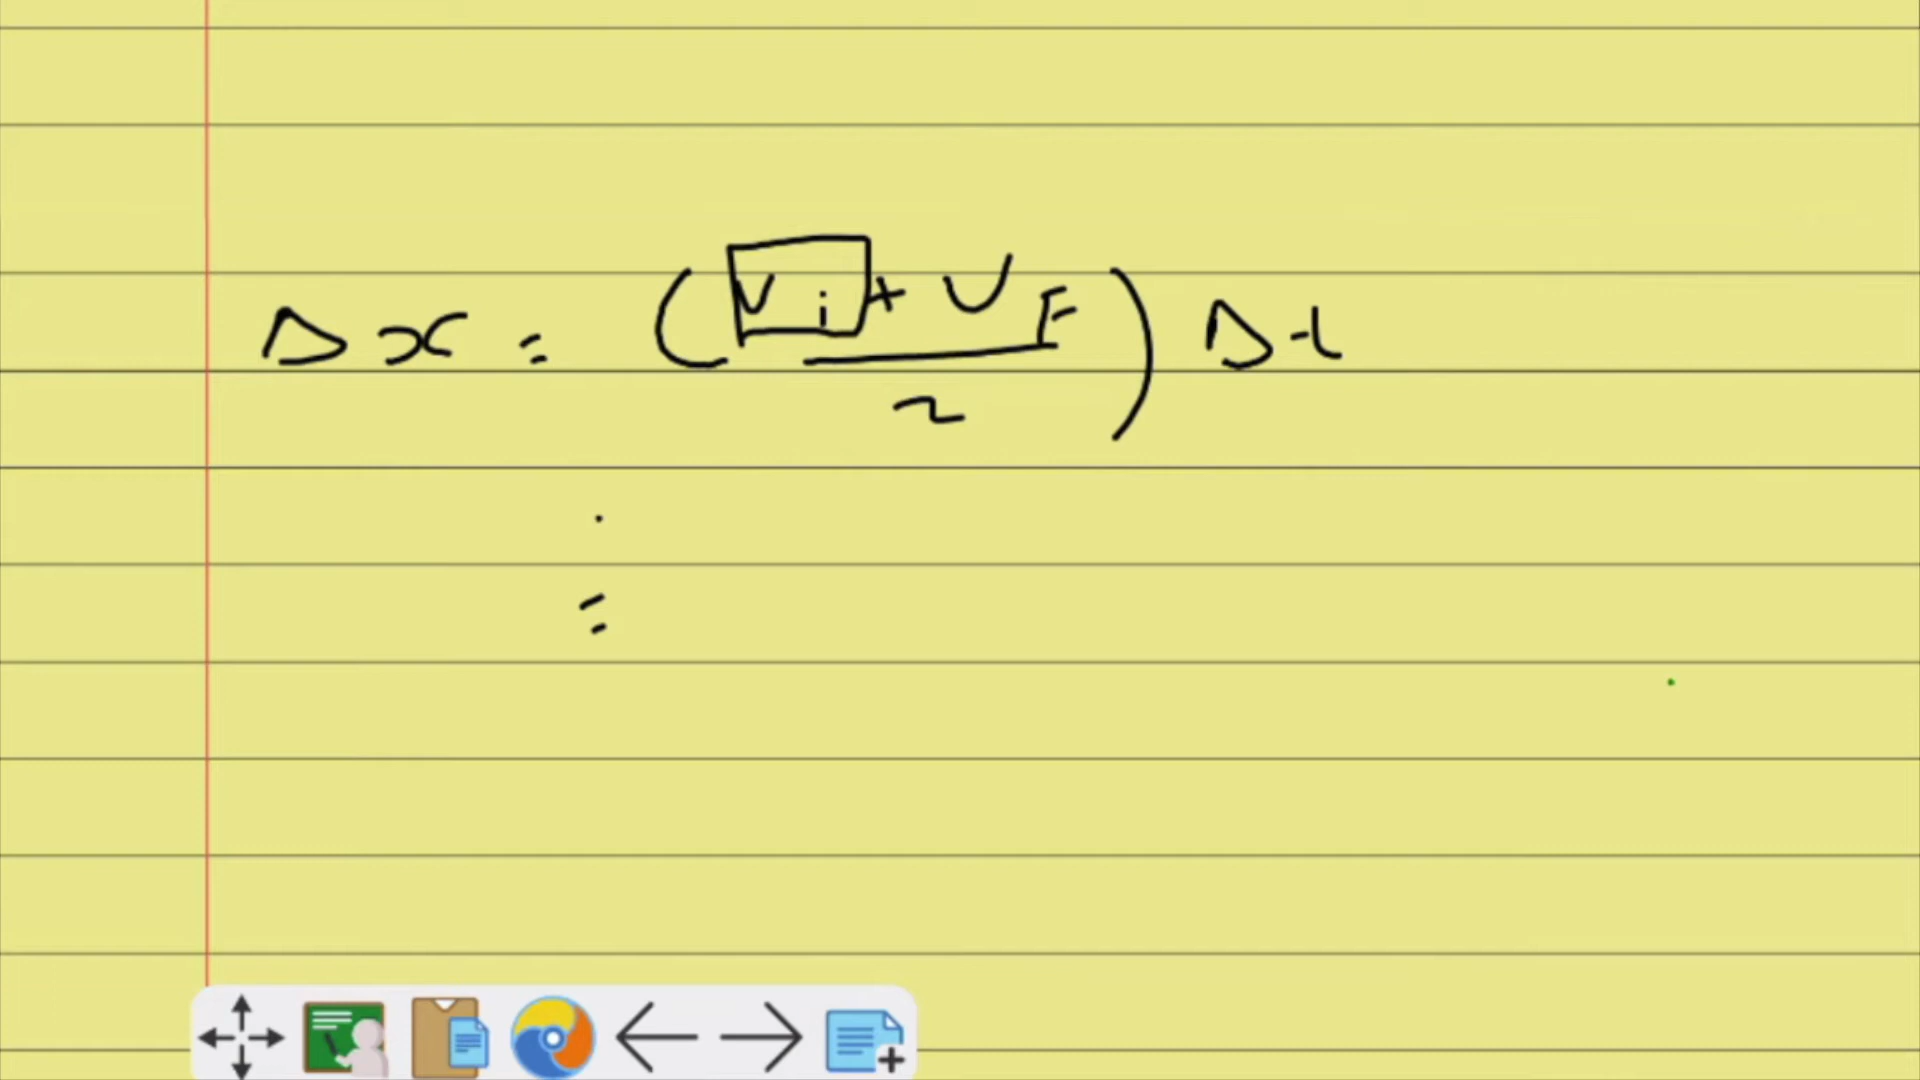 Δx = (Vi + VF / 2) Δt
=